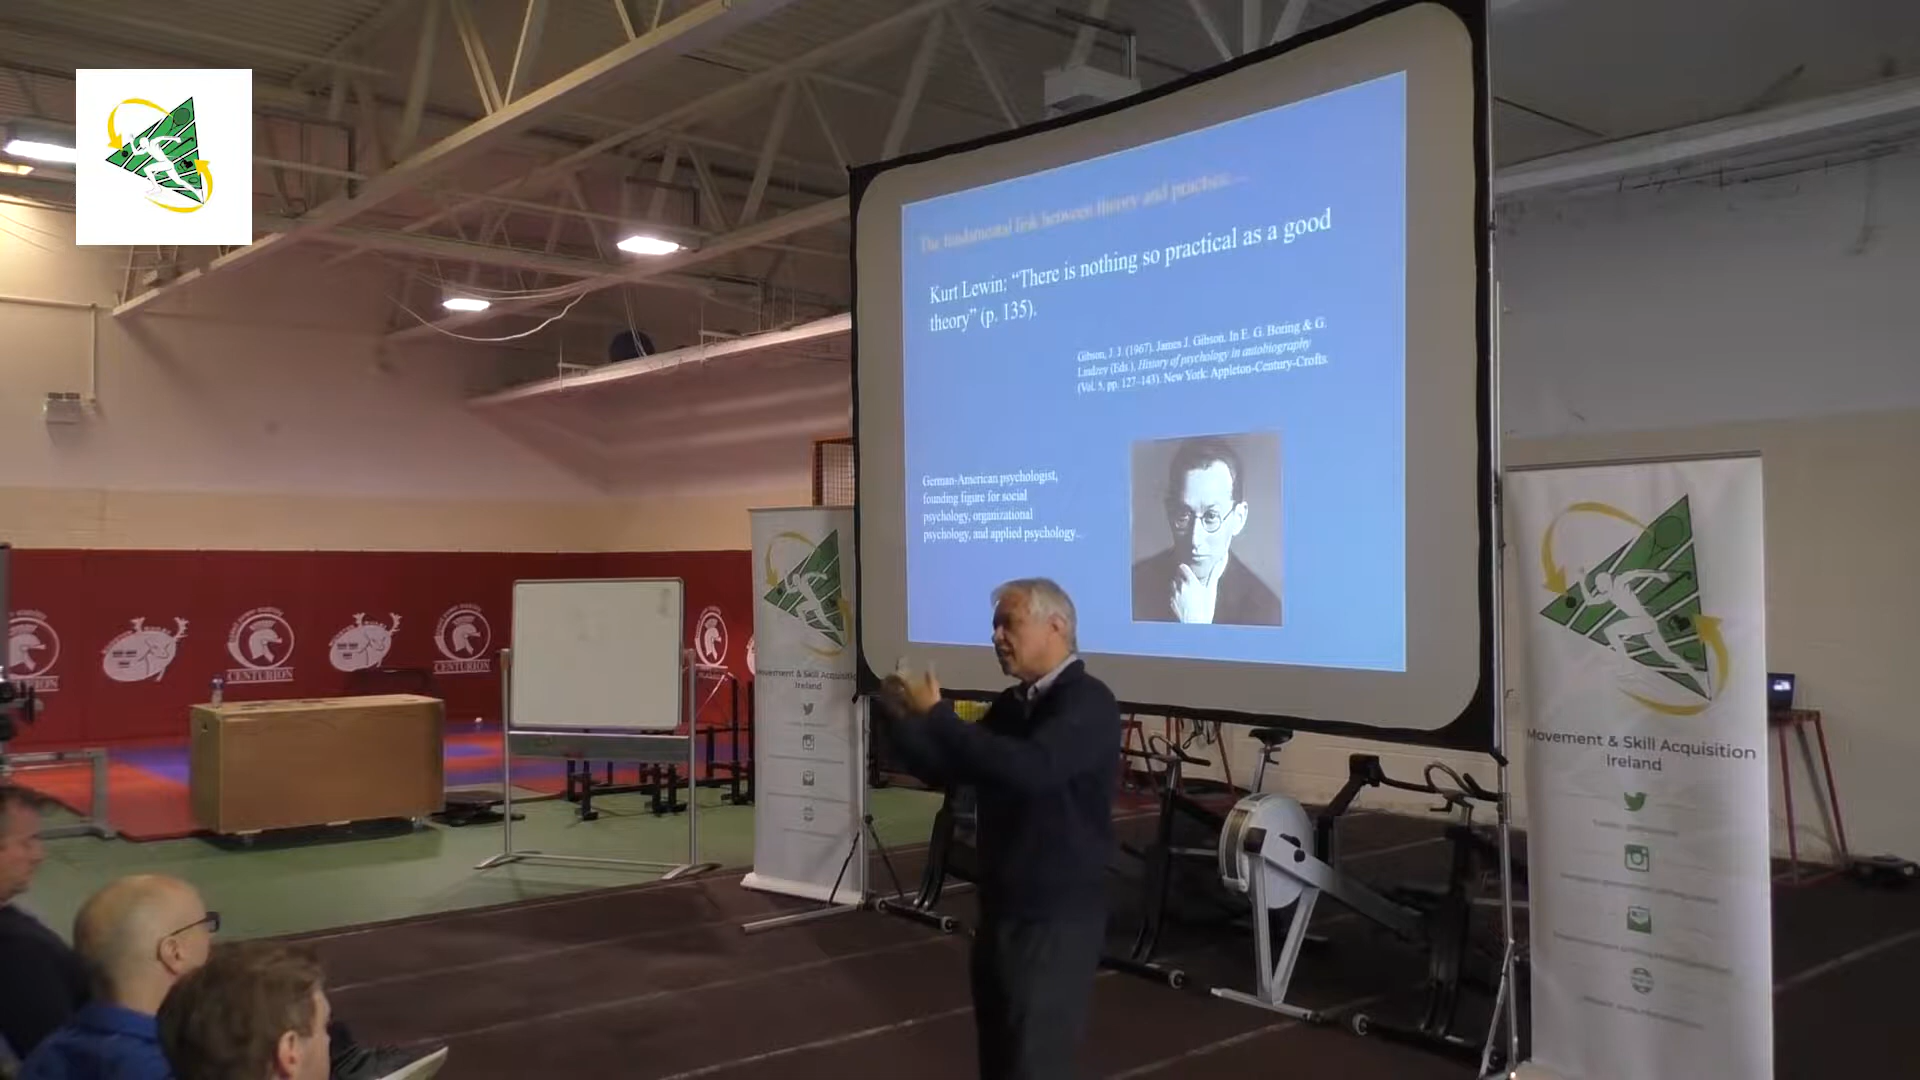 The fundamental link between theory and practice...
Kurt Lewin: “There is nothing so practical as a good
theory” (p. 135).
Gibson, J. J. (1967). James J. Gibson. In E. G. Boring & G.
Lindzey (Eds.), History of psychology in autobiography
(Vol. 5, pp. 127–143). New York: Appleton-Century-Crofts.
German-American psychologist,
founding figure for social
psychology, organizational
psychology, and applied psychology...
CENTURION
CENTURION
Movement & Skill Acquisition
Ireland
Movement & Skill Acquisition
Ireland